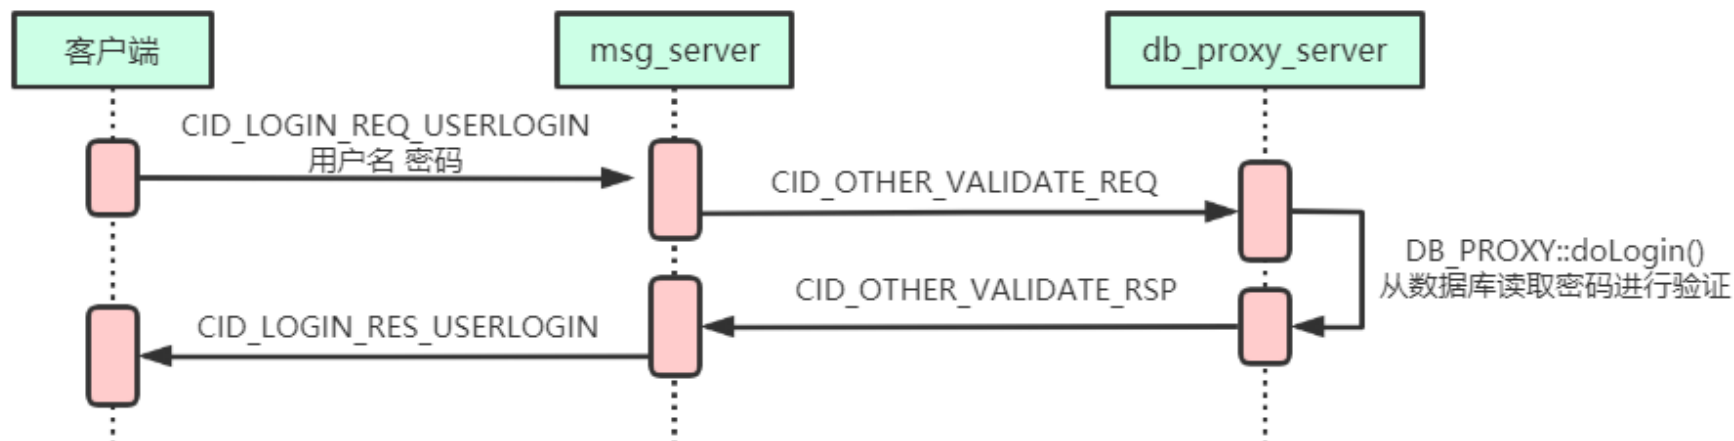 客户端
msg_server
db_proxy_server
CID_LOGIN_REQ_USERLOGIN
用户名 密码
CID_OTHER_VALIDATE_REQ
DB_PROXY::doLogin()
从数据库读取密码进行验证
CID_OTHER_VALIDATE_RSP
CID_LOGIN_RES_USERLOGIN